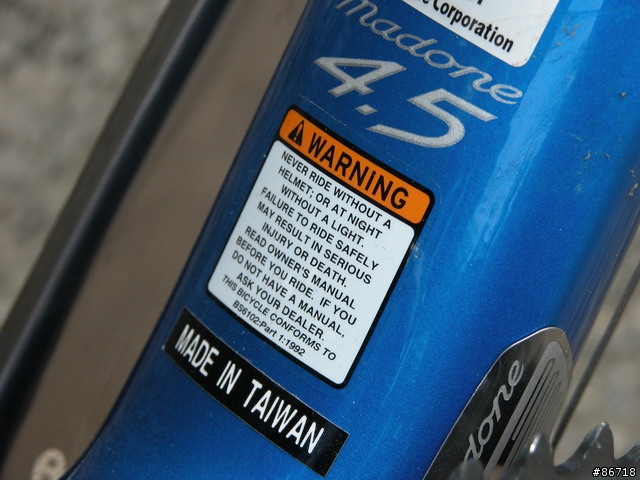 Corporation
madone
4.5
WARNING
NEVER RIDE WITHOUT A
HELMET, OR AT NIGHT
WITHOUT A LIGHT.
FAILURE TO RIDE SAFELY
MAY RESULT IN SERIOUS
INJURY OR DEATH.
READ OWNER'S MANUAL
BEFORE YOU RIDE. IF YOU
DO NOT HAVE A MANUAL,
ASK YOUR DEALER.
THIS BICYCLE CONFORMS TO
BS6102:Part 1:1992
MADE IN TAIWAN
done
#86718